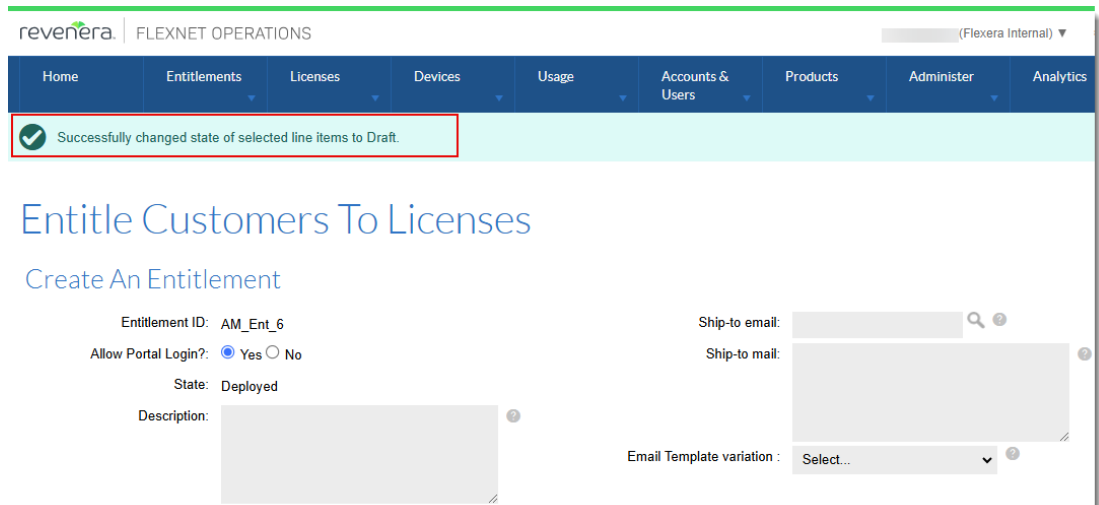 revenera. FLEXNET OPERATIONS
(Flexera Internal) ▼
Home Entitlements Licenses Devices Usage Accounts & Users Products Administer Analytics
Successfully changed state of selected line items to Draft.
Entitle Customers To Licenses
Create An Entitlement
Entitlement ID: AM_Ent_6
Ship-to email:
Allow Portal Login?: Yes No
Ship-to mail:
State: Deployed
Description:
Email Template variation : Select...